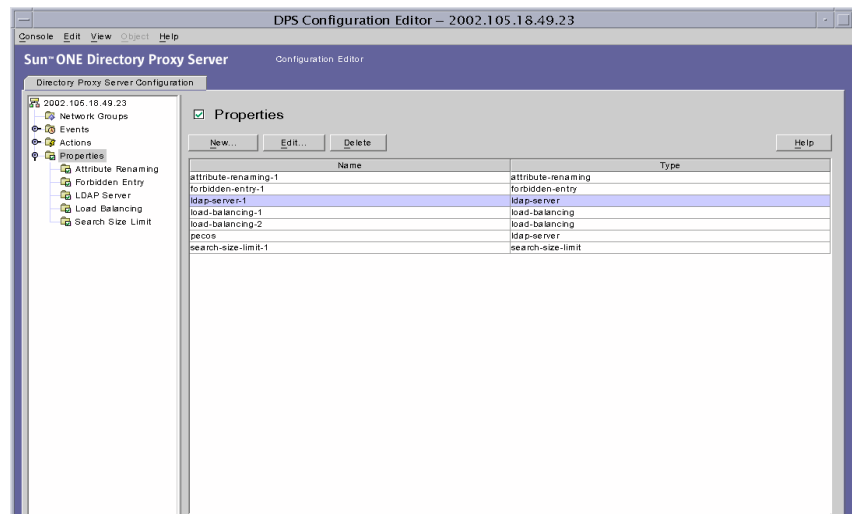 DPS Configuration Editor – 2002.105.18.49.23
Console Edit View Object Help
Sun™ ONE Directory Proxy Server Configuration Editor
Directory Proxy Server Configuration
2002.105.18.49.23
Network Groups
Events
Actions
Properties
Attribute Renaming
Forbidden Entry
LDAP Server
Load Balancing
Search Size Limit
Properties
New... Edit... Delete Help
Name Type
attribute-renaming-1 attribute-renaming
forbidden-entry-1 forbidden-entry
ldap-server-1 ldap-server
load-balancing-1 load-balancing
load-balancing-2 load-balancing
pecos ldap-server
search-size-limit-1 search-size-limit